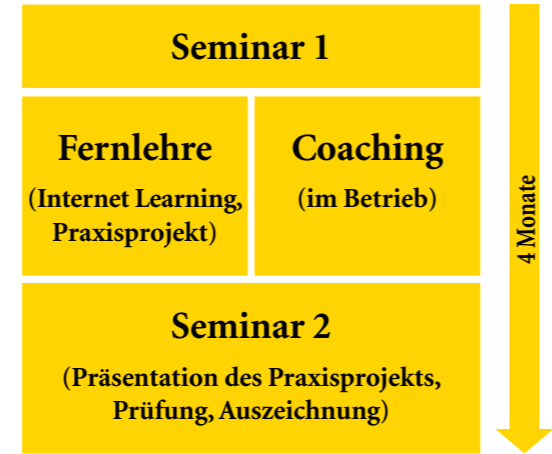 Seminar 1
Fernlehre
(Internet Learning,
Praxisprojekt)
Coaching
(im Betrieb)
Seminar 2
(Präsentation des Praxisprojekts,
Prüfung, Auszeichnung)
4 Monate